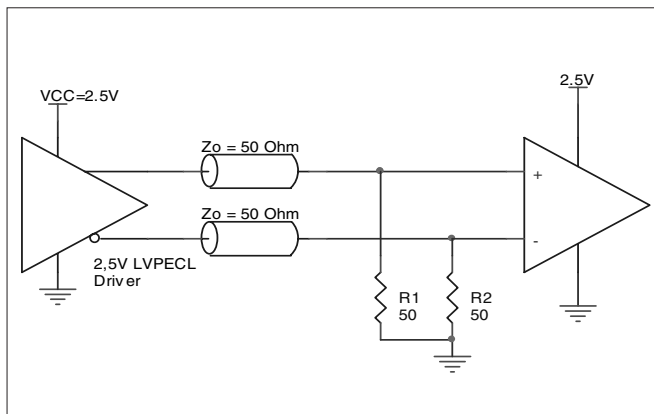 VCC=2.5V
2.5V
Zo = 50 Ohm
+
Zo = 50 Ohm
-
2,5V LVPECL
Driver
R1
50
R2
50